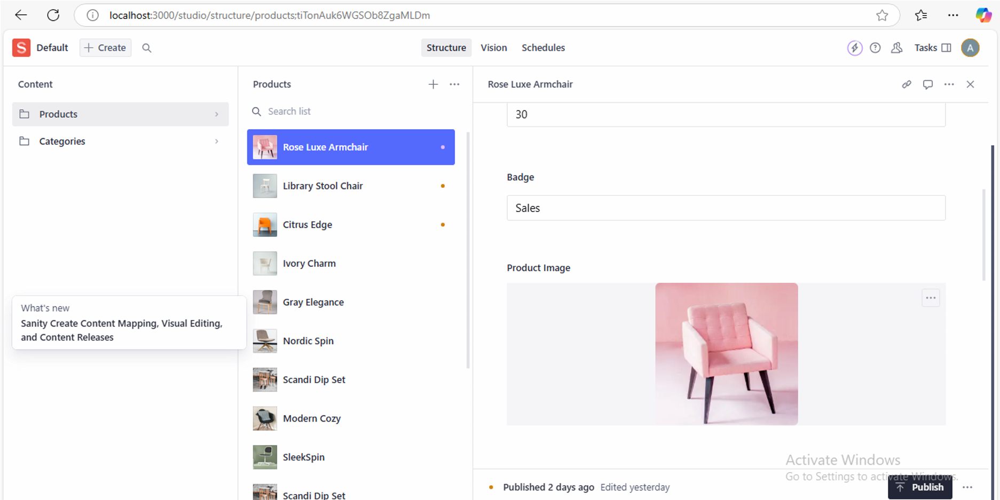 localhost:3000/studio/structure/products;tiTonAuk6WGSOb8ZgaMLDm
S Default + Create
Structure Vision Schedules
Tasks A
Content
Products
Categories
What's new
Sanity Create Content Mapping, Visual Editing,
and Content Releases
Products
Search list
Rose Luxe Armchair
Library Stool Chair
Citrus Edge
Ivory Charm
Gray Elegance
Nordic Spin
Scandi Dip Set
Modern Cozy
SleekSpin
Scandi Dip Set
Rose Luxe Armchair
30
Badge
Sales
Product Image
Activate Windows
Go to Settings to activate Windows.
Published 2 days ago Edited yesterday
Publish